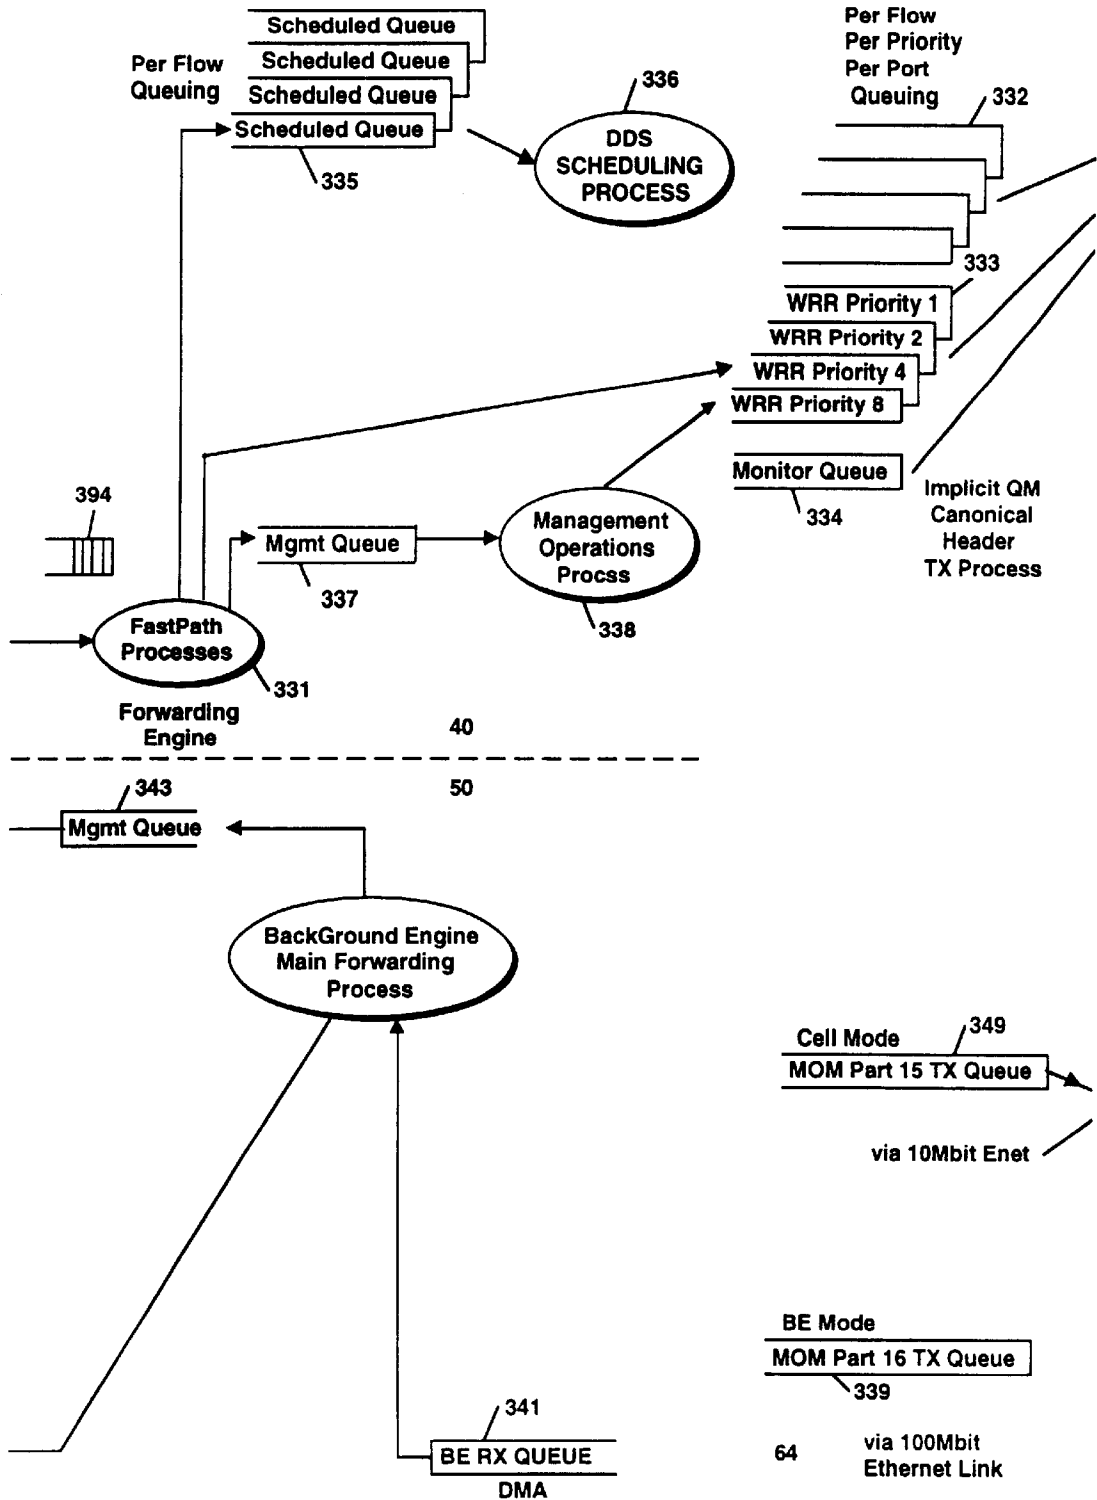 Scheduled Queue
Scheduled Queue
Scheduled Queue
Scheduled Queue
Per Flow
Queuing
335
336
DDS
SCHEDULING
PROCESS
Per Flow
Per Priority
Per Port
Queuing
332
333
WRR Priority 1
WRR Priority 2
WRR Priority 4
WRR Priority 8
Monitor Queue
334
Implicit QM
Canonical
Header
TX Process
394
Mgmt Queue
337
Management
Operations
Procss
338
FastPath
Processes
331
Forwarding
Engine
40
50
343
Mgmt Queue
BackGround Engine
Main Forwarding
Process
349
Cell Mode
MOM Part 15 TX Queue
via 10Mbit Enet
BE Mode
MOM Part 16 TX Queue
339
341
BE RX QUEUE
DMA
64
via 100Mbit
Ethernet Link